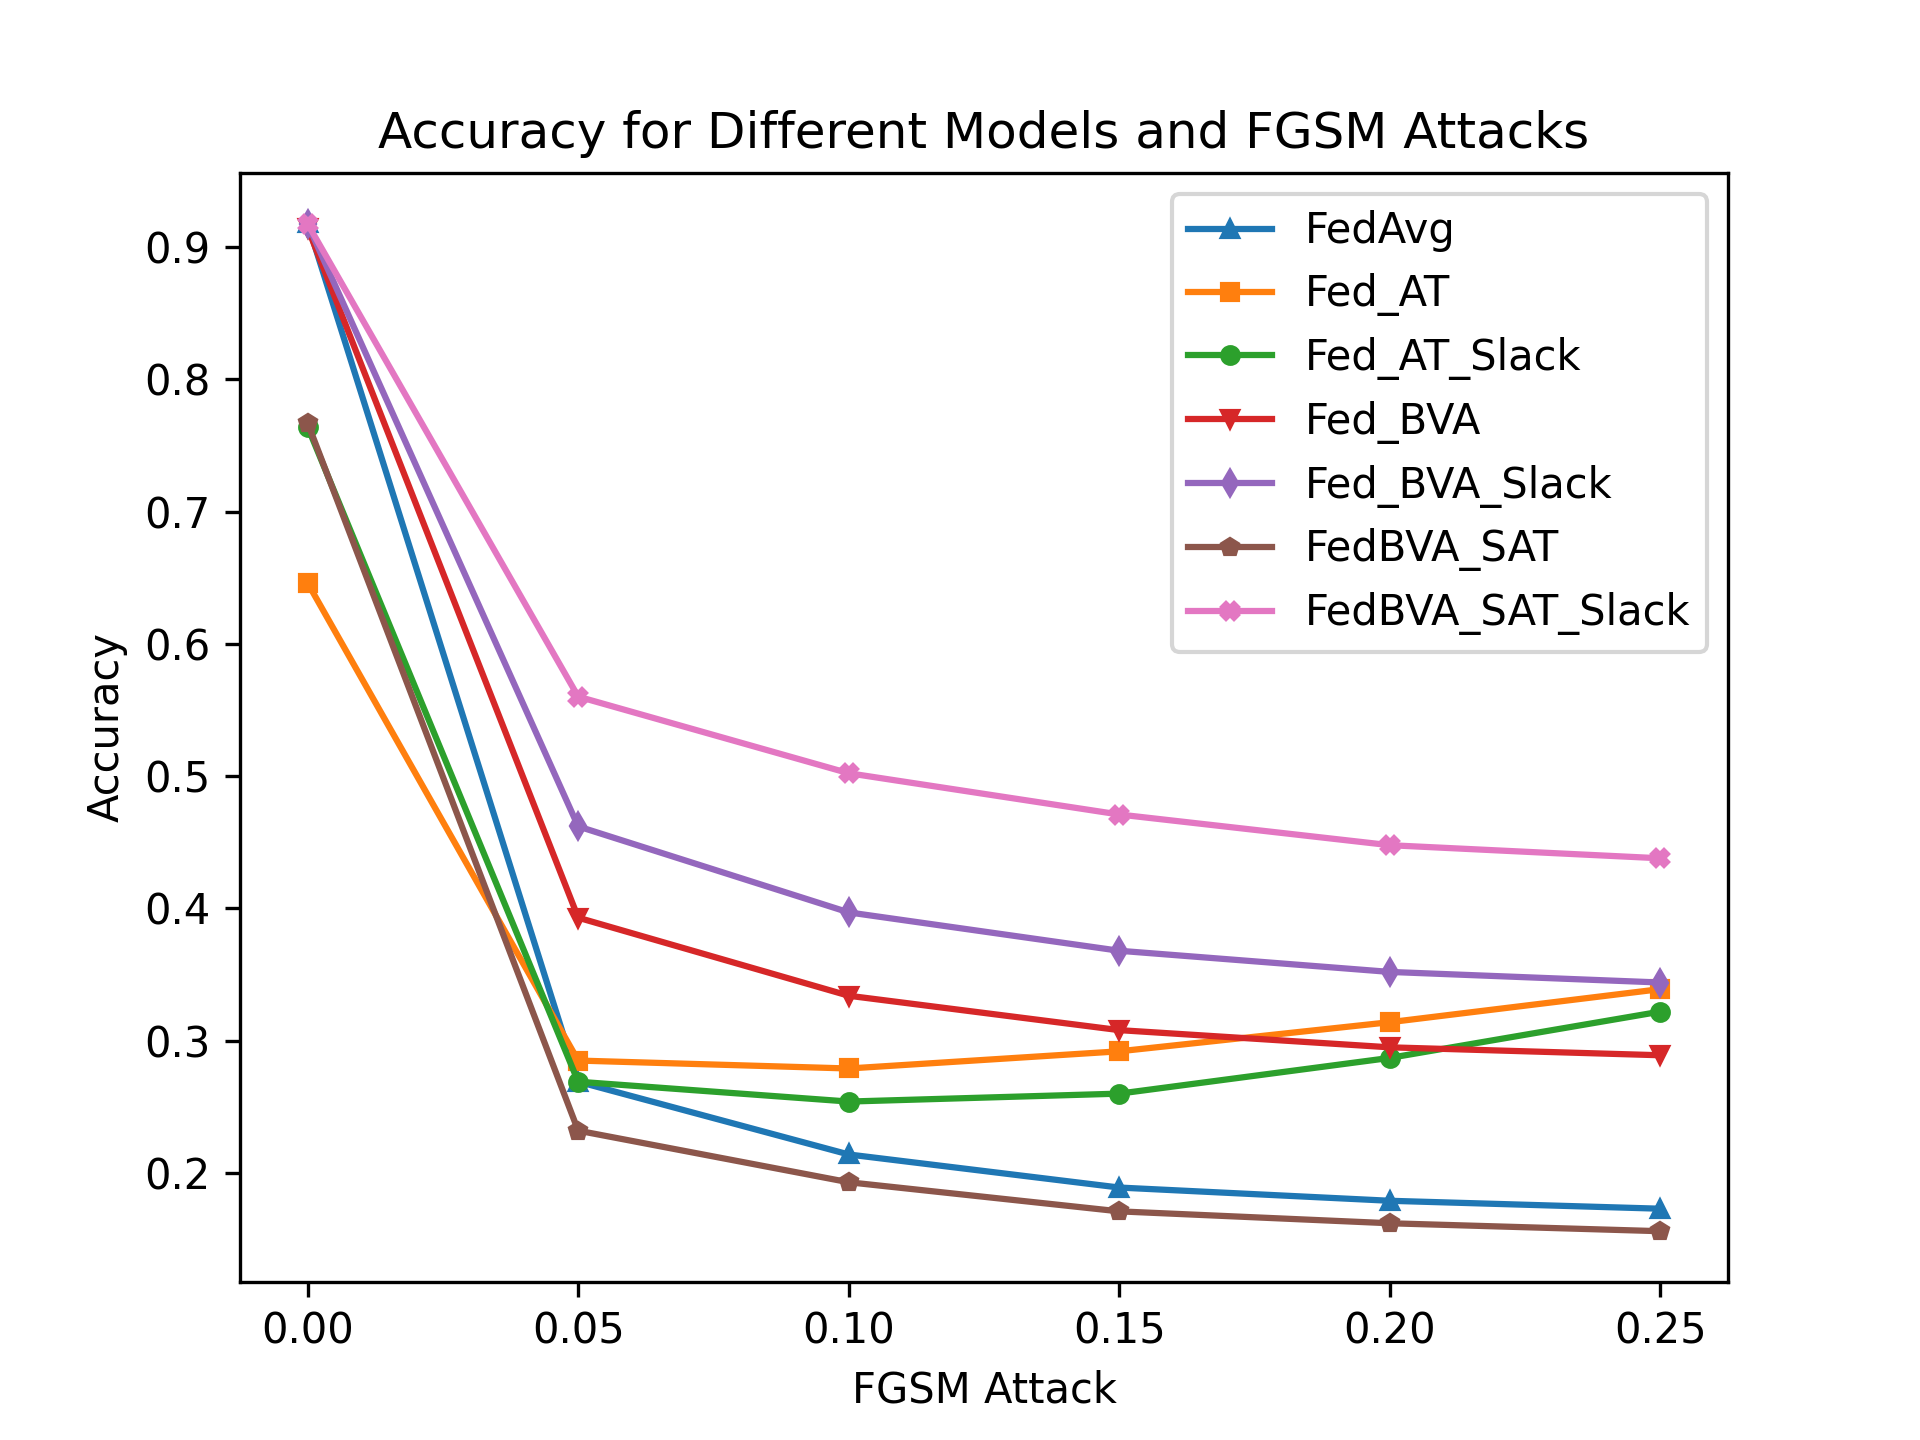 Accuracy for Different Models and FGSM Attacks
FedAvg
Fed_AT
Fed_AT_Slack
Fed_BVA
Fed_BVA_Slack
FedBVA_SAT
FedBVA_SAT_Slack
Accuracy
0.9
0.8
0.7
0.6
0.5
0.4
0.3
0.2
0.00 0.05 0.10 0.15 0.20 0.25
FGSM Attack